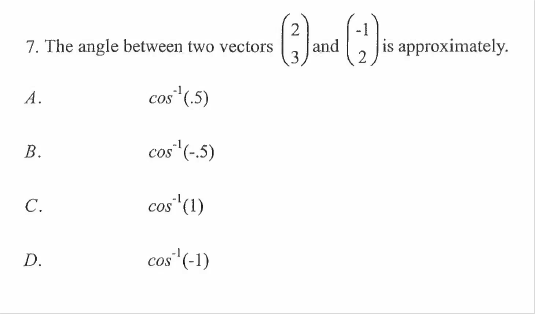 7. The angle between two vectors (2 3) and (-1 2) is approximately.
A. cos⁻¹(.5)
B. cos⁻¹(-.5)
C. cos⁻¹(1)
D. cos⁻¹(-1)